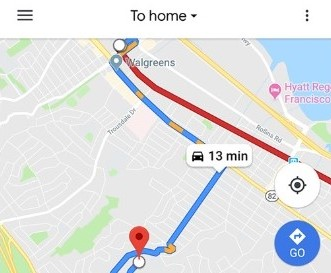 To home
Walgreens
Hyatt Reg
Francisco
Trousdale Dr
Rollins Rd
13 min
82
GO